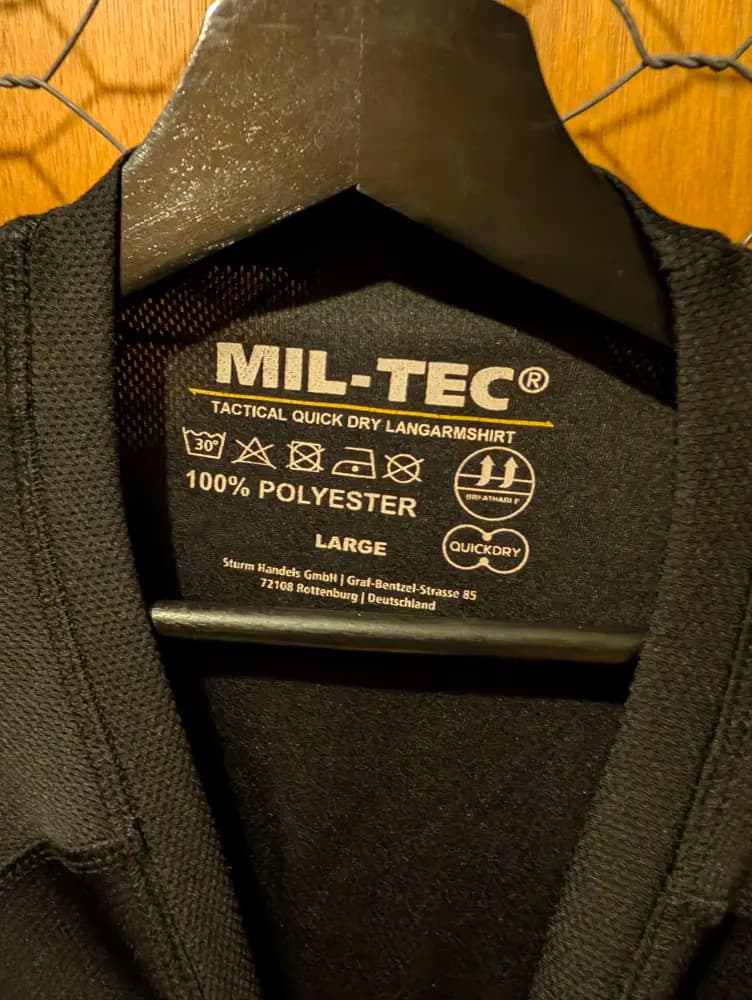 MIL-TEC®
TACTICAL QUICK DRY LANGARMSHIRT
30°
100% POLYESTER
BREATHABLE
LARGE
QUICKDRY
Sturm Handels GmbH | Graf-Bentzel-Strasse 85
72108 Rottenburg | Deutschland